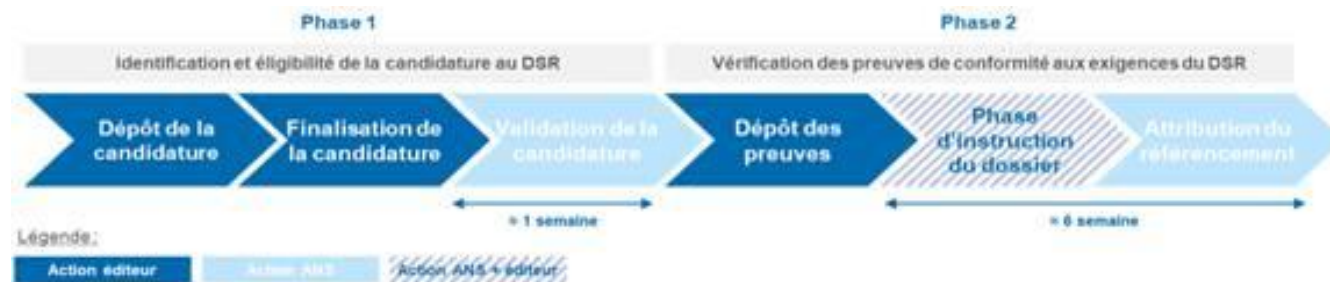 Phase 1
Phase 2
Identification et éligibilité de la candidature au DSR
Vérification des preuves de conformité aux exigences du DSR
Dépôt de la
candidature
Finalisation de
la candidature
Validation de la
candidature
Dépôt des
preuves
Phase
d'instruction
du dossier
Attribution du
référencement
≈ 1 semaine
≈ 6 semaine
Légende :
Action éditeur
Action ANS
Action ANS + éditeur